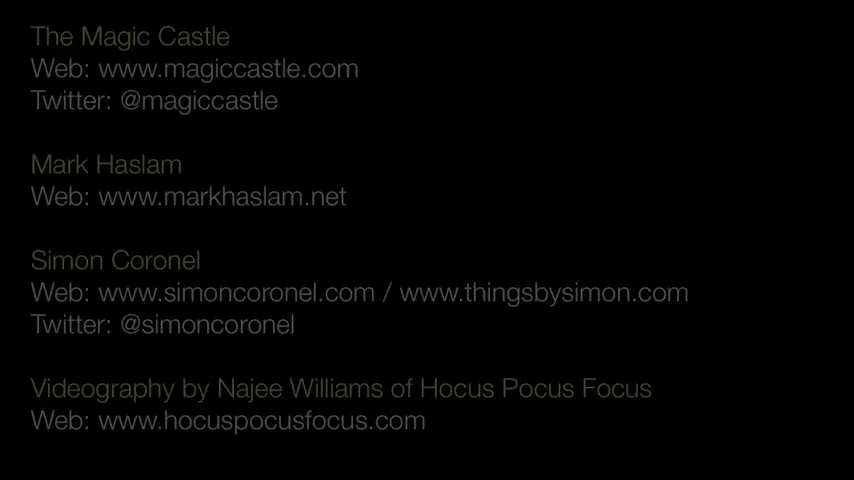 The Magic Castle
Web: www.magiccastle.com
Twitter: @magiccastle
Mark Haslam
Web: www.markhaslam.net
Simon Coronel
Web: www.simoncoronel.com / www.thingsbysimon.com
Twitter: @simoncoronel
Videography by Najee Williams of Hocus Pocus Focus
Web: www.hocuspocusfocus.com